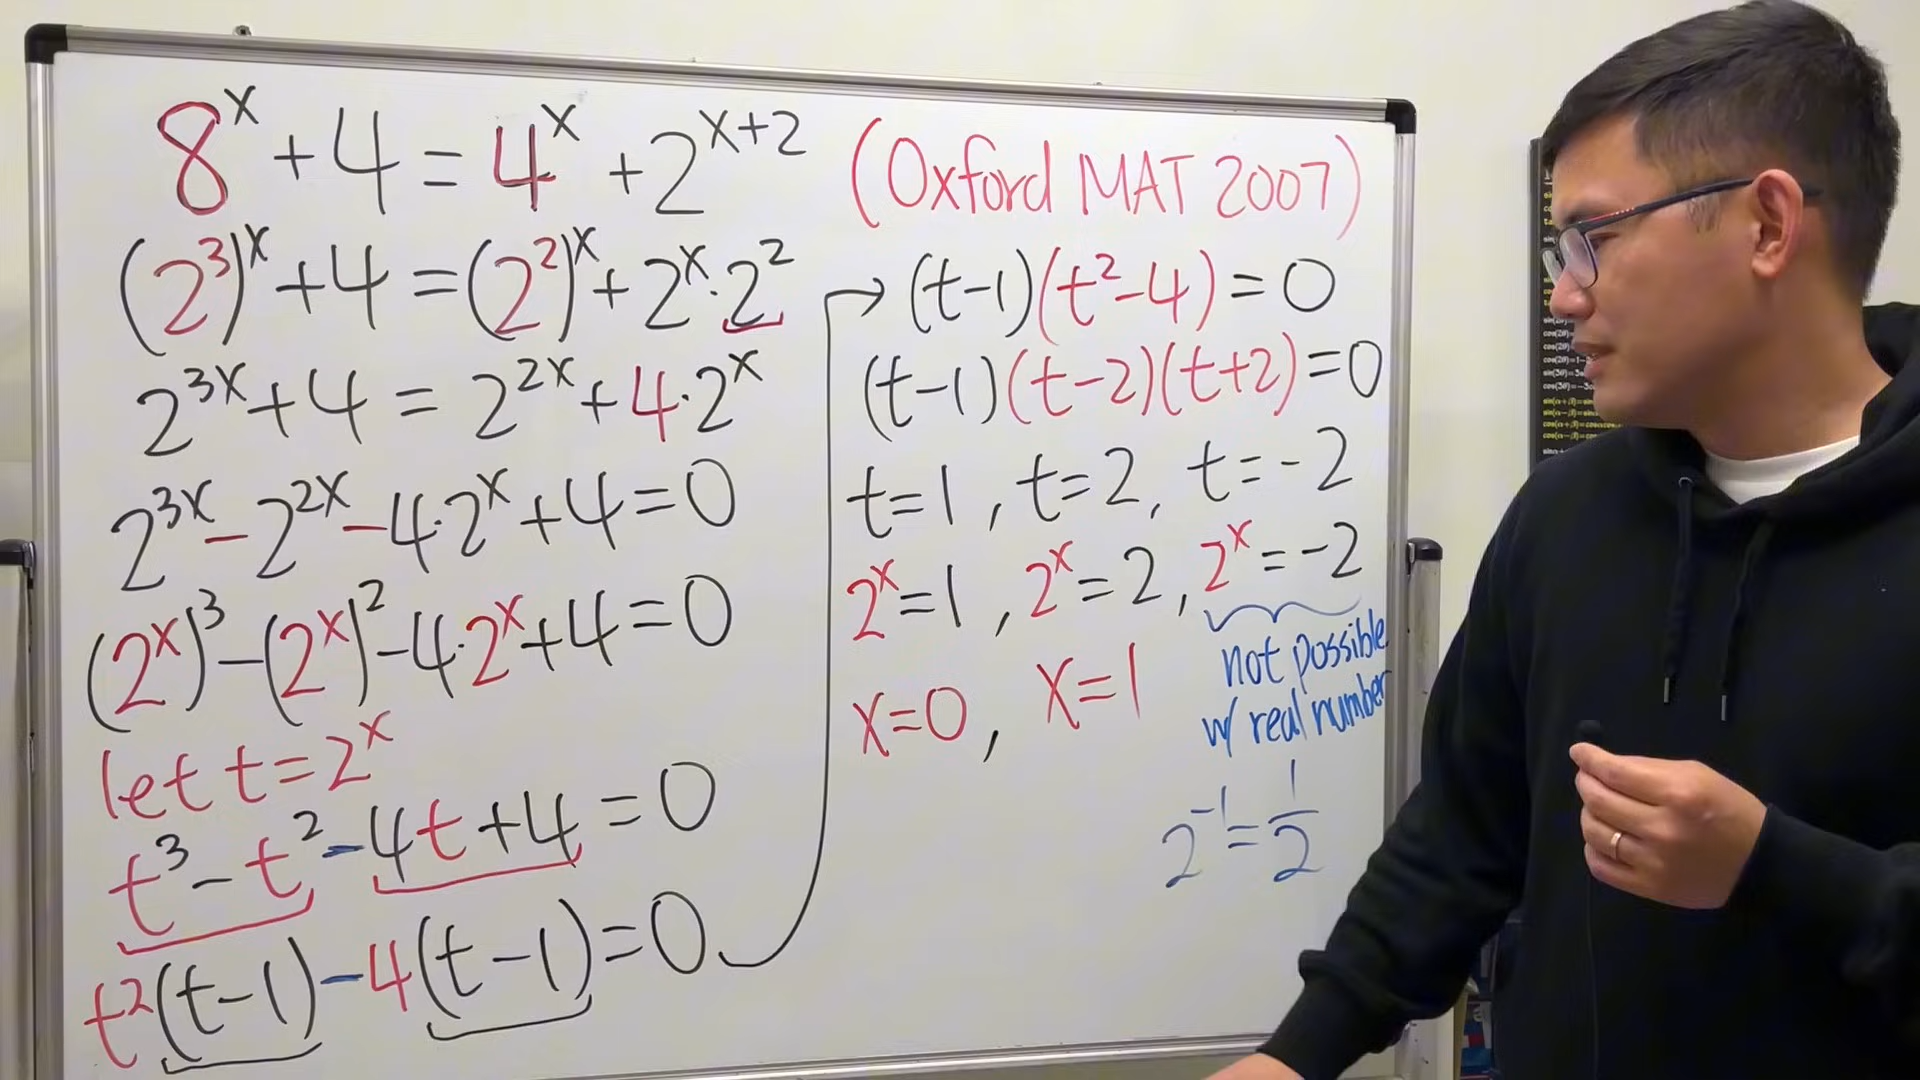 8^x + 4 = 4^x + 2^{x+2}
(2^3)^x + 4 = (2^2)^x + 2^x · 2^2
2^{3x} + 4 = 2^{2x} + 4 · 2^x
2^{3x} - 2^{2x} - 4 · 2^x + 4 = 0
(2^x)^3 - (2^x)^2 - 4 · 2^x + 4 = 0
let t = 2^x
t^3 - t^2 - 4t + 4 = 0
t^2(t-1) - 4(t-1) = 0
(Oxford MAT 2007)
→ (t-1)(t^2-4) = 0
(t-1)(t-2)(t+2) = 0
t=1, t=2, t=-2
2^x=1, 2^x=2, 2^x=-2
not possible
w/ real number
x=0, x=1
2^{-1} = 1/2